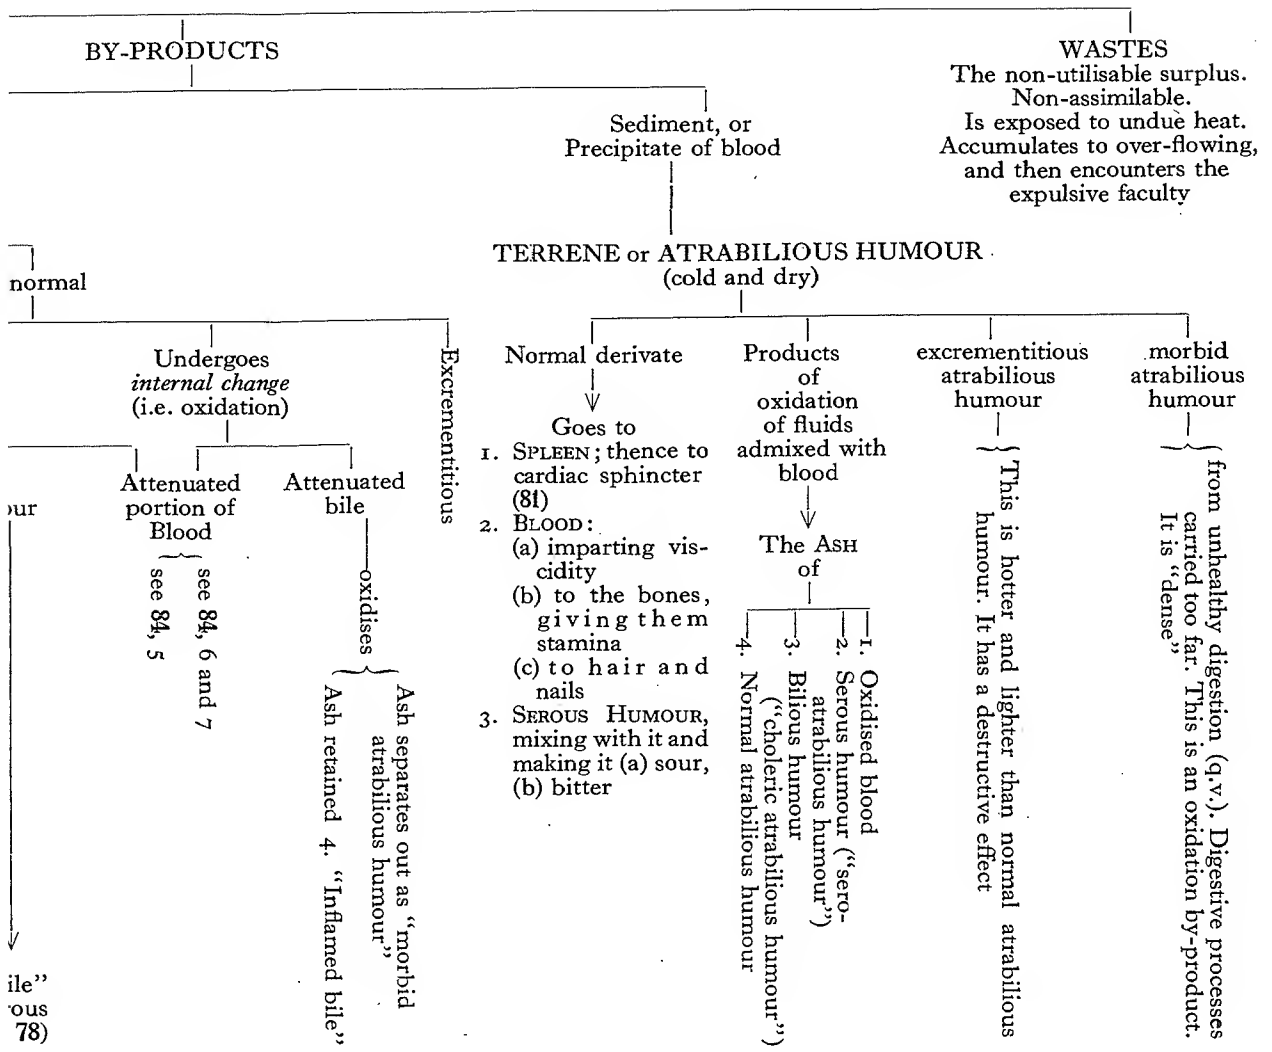 BY-PRODUCTS
WASTES
The non-utilisable surplus.
Non-assimilable.
Is exposed to undue heat.
Accumulates to over-flowing,
and then encounters the
expulsive faculty
Sediment, or
Precipitate of blood
TERRENE or ATRABILIOUS HUMOUR
(cold and dry)
normal
Undergoes
internal change
(i.e. oxidation)
Excrementitious
Attenuated
portion of
Blood
see 84, 6 and 7
see 84, 5
Attenuated
bile
oxidises
Ash separates out as “morbid
atrabilious humour”
Ash retained 4. “Inflamed bile”
Normal derivate
Goes to
1. SPLEEN; thence to
cardiac sphincter
(81)
2. BLOOD:
(a) imparting vis-
cidity
(b) to the bones,
giving them
stamina
(c) to hair and
nails
3. SEROUS HUMOUR,
mixing with it and
making it (a) sour,
(b) bitter
Products
of
oxidation
of fluids
admixed with
blood
The ASH
of
1. Oxidised blood
2. Serous humour (“sero-
atrabilious humour”)
3. Bilious humour
(“choleric atrabilious humour”)
4. Normal atrabilious humour
excrementitious
atrabilious
humour
This is hotter and lighter than normal atrabilious
humour. It has a destructive effect
morbid
atrabilious
humour
from unhealthy digestion (q.v.). Digestive processes
carried too far. This is an oxidation by-product.
It is “dense”
our
ile”
ous
78)